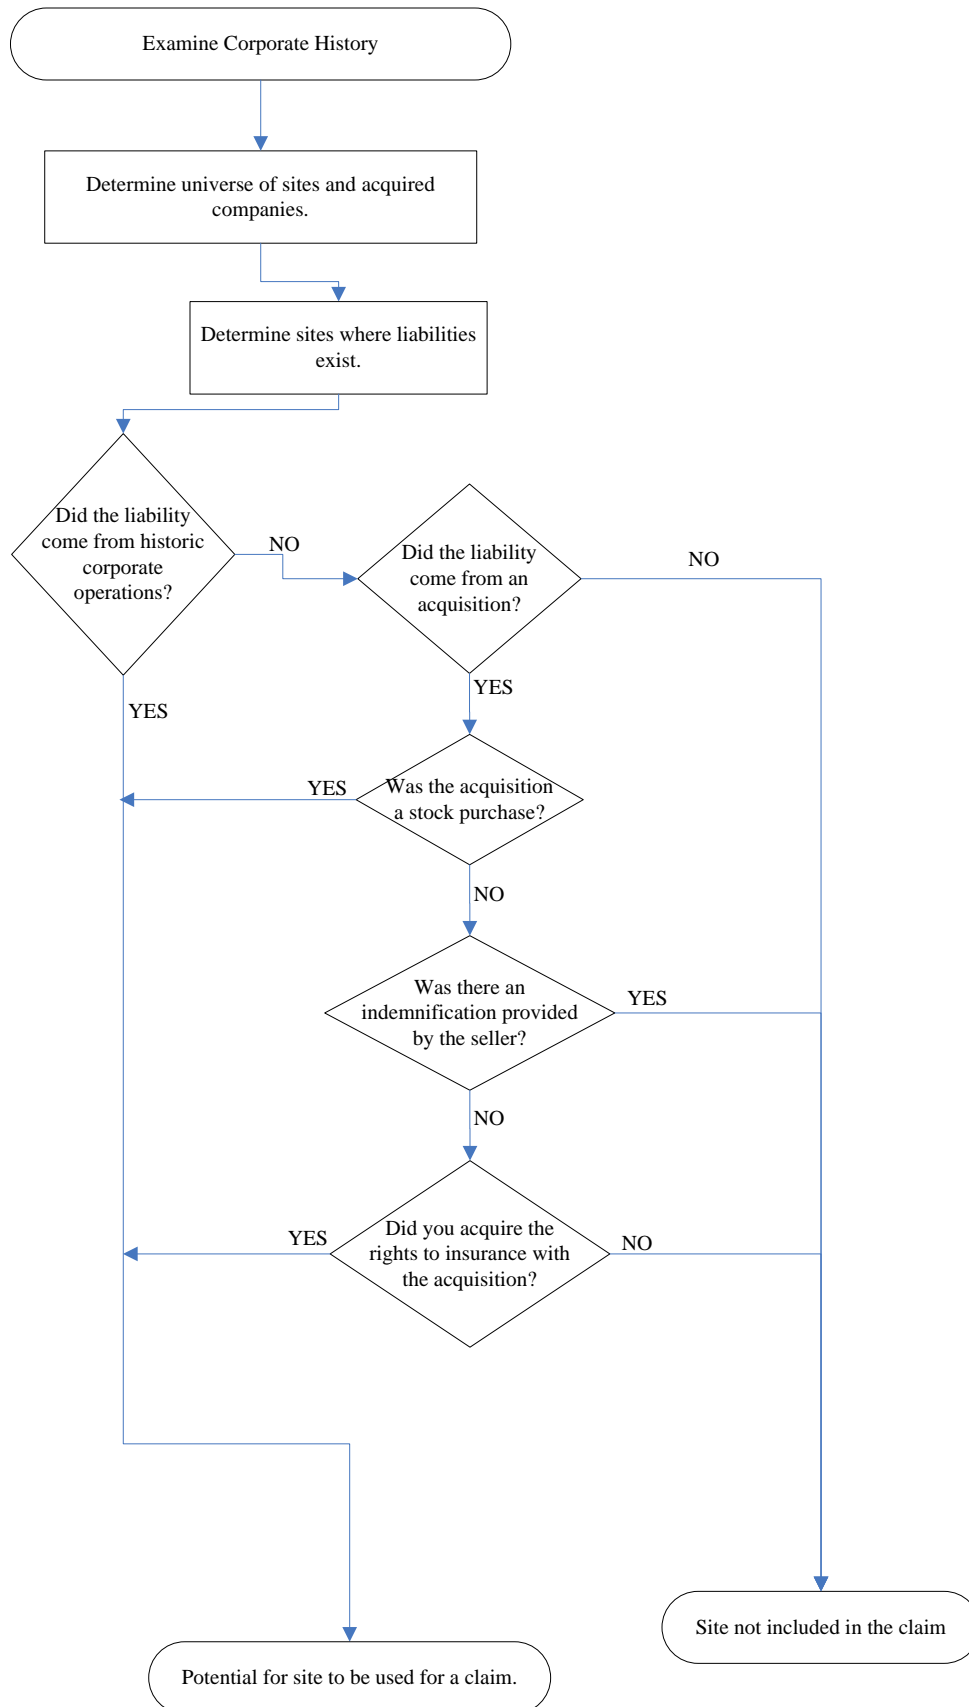 Examine Corporate History
Determine universe of sites and acquired
companies.
Determine sites where liabilities
exist.
Did the liability
come from historic
corporate
operations?
NO
Did the liability
come from an
acquisition?
NO
YES
YES
Was the acquisition
a stock purchase?
YES
NO
Was there an
indemnification provided
by the seller?
YES
NO
Did you acquire the
rights to insurance with
the acquisition?
YES
NO
Site not included in the claim
Potential for site to be used for a claim.